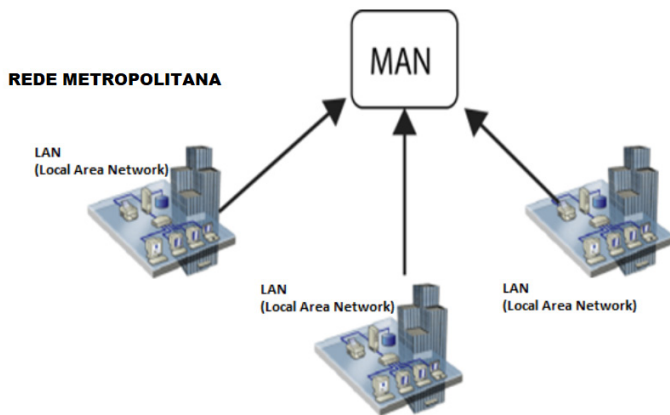 MAN
REDE METROPOLITANA
LAN
(Local Area Network)
LAN
(Local Area Network)
LAN
(Local Area Network)